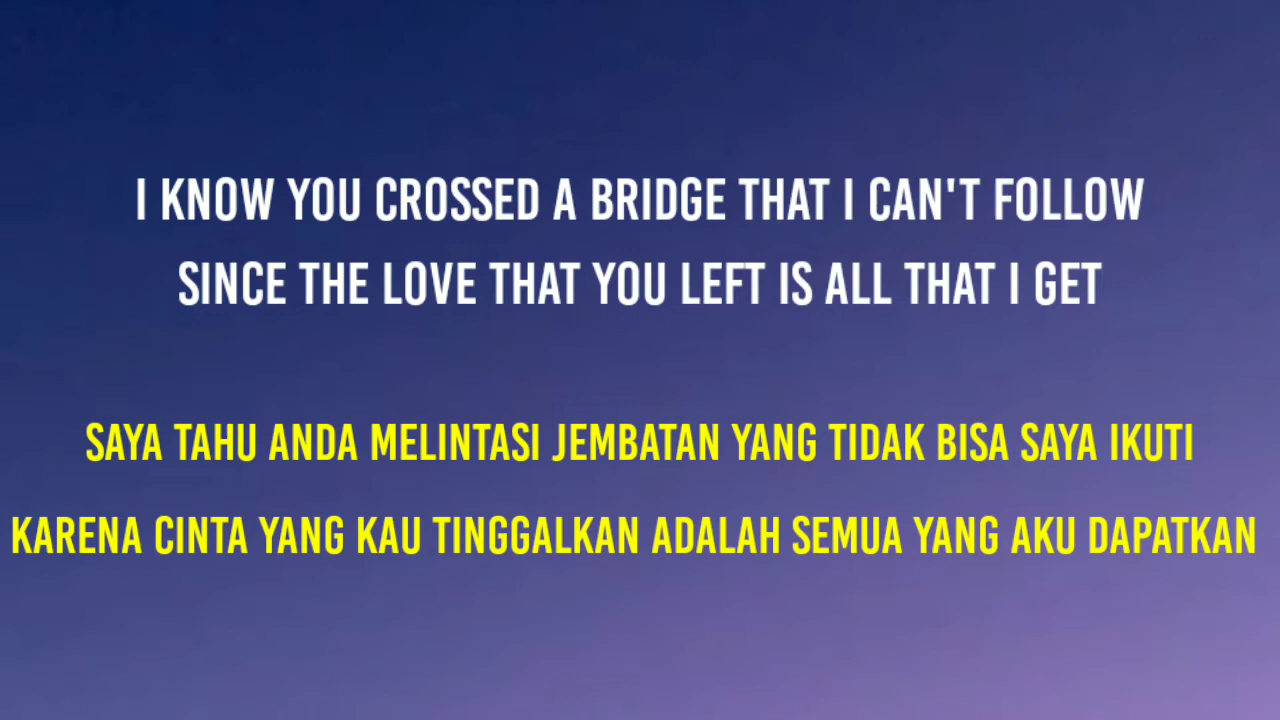 I KNOW YOU CROSSED A BRIDGE THAT I CAN'T FOLLOW
SINCE THE LOVE THAT YOU LEFT IS ALL THAT I GET
SAYA TAHU ANDA MELINTASI JEMBATAN YANG TIDAK BISA SAYA IKUTI
KARENA CINTA YANG KAU TINGGALKAN ADALAH SEMUA YANG AKU DAPATKAN